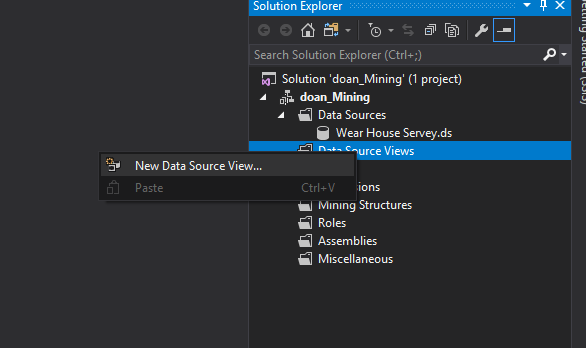 Solution Explorer
Search Solution Explorer (Ctrl+;)
Solution 'doan_Mining' (1 project)
doan_Mining
Data Sources
Wear House Servey.ds
Data Source Views
New Data Source View...
Paste Ctrl+V
Mining Structures
Roles
Assemblies
Miscellaneous